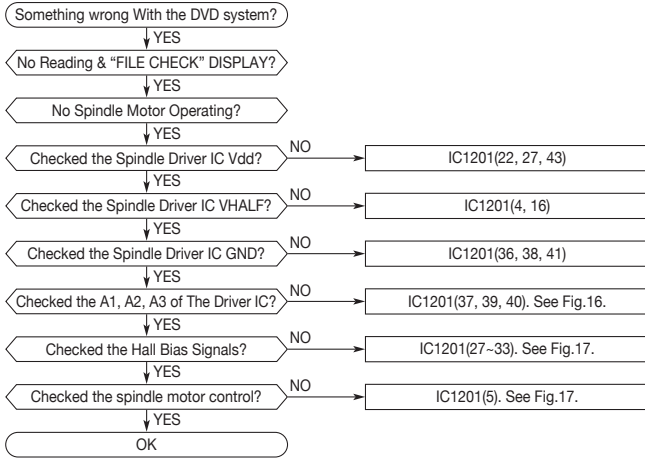 Something wrong With the DVD system?
YES
No Reading & “FILE CHECK” DISPLAY?
YES
No Spindle Motor Operating?
YES
Checked the Spindle Driver IC Vdd?
NO
IC1201(22, 27, 43)
YES
Checked the Spindle Driver IC VHALF?
NO
IC1201(4, 16)
YES
Checked the Spindle Driver IC GND?
NO
IC1201(36, 38, 41)
YES
Checked the A1, A2, A3 of The Driver IC?
NO
IC1201(37, 39, 40). See Fig.16.
YES
Checked the Hall Bias Signals?
NO
IC1201(27~33). See Fig.17.
YES
Checked the spindle motor control?
NO
IC1201(5). See Fig.17.
YES
OK